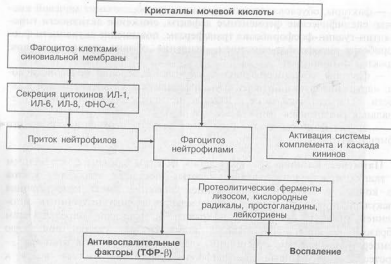 Кристаллы мочевой кислоты
Фагоцитоз клетками
синовиальной мембраны
Секреция цитокинов ИЛ-1,
ИЛ-6, ИЛ-8, ФНО-α
Приток нейтрофилов
Фагоцитоз
нейтрофилами
Активация системы
комплемента и каскада
кининов
Протеолитические ферменты
лизосом, кислородные
радикалы, простогландины,
лейкотриены
Антивоспалительные
факторы (ТФР-β)
Воспаление